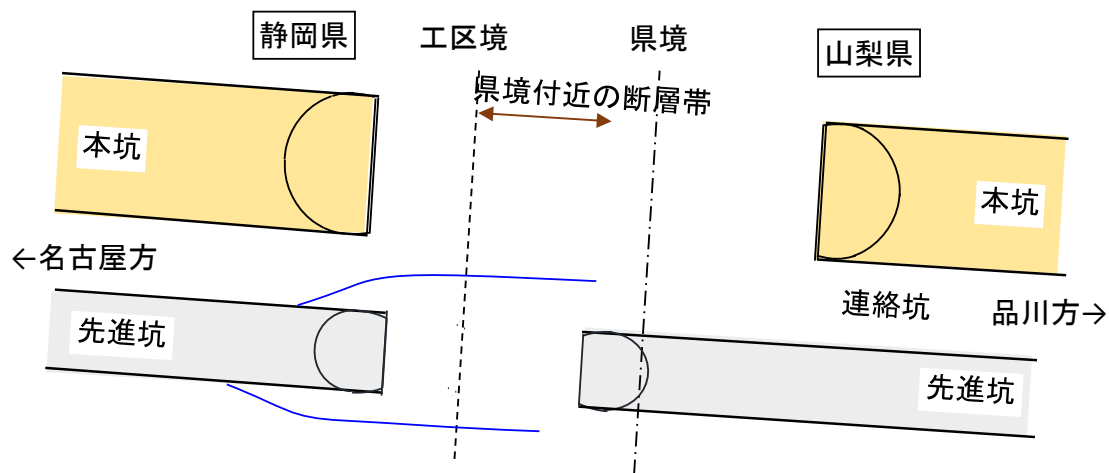 静岡県
工区境
県境
山梨県
県境付近の断層帯
本坑
本坑
←名古屋方
連絡坑
品川方→
先進坑
先進坑